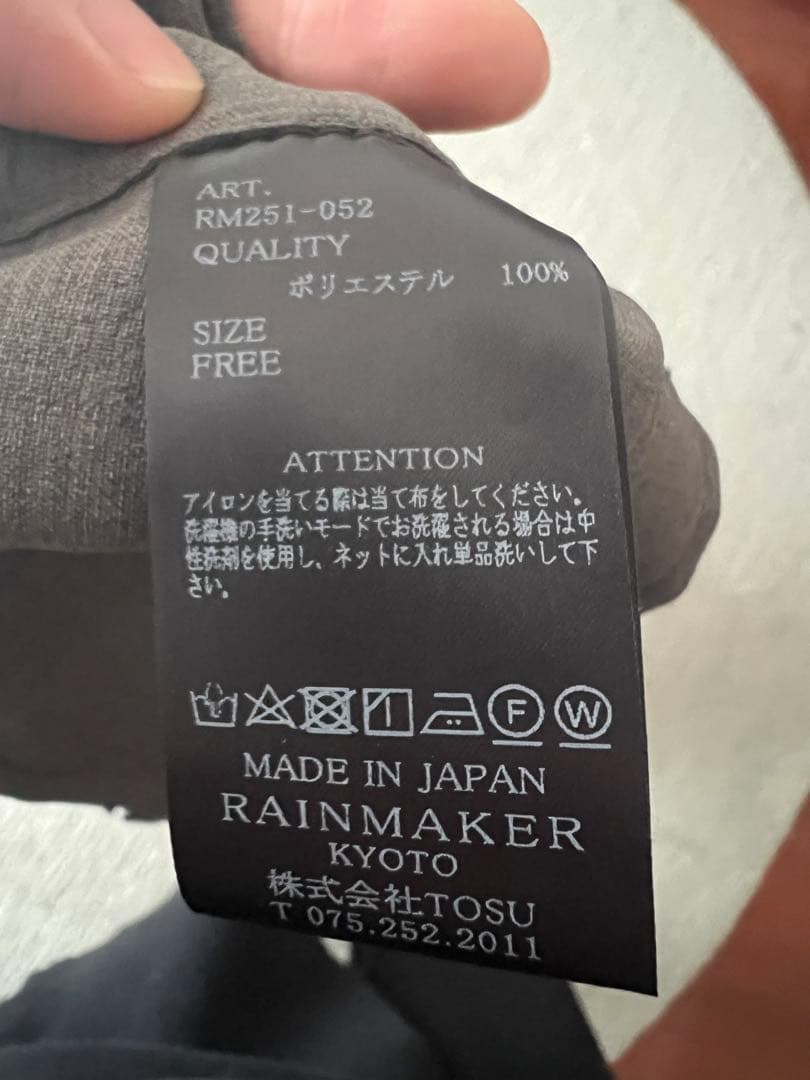 ART.
RM251-052
QUALITY
ポリエステル 100%
SIZE
FREE
ATTENTION
アイロンを当てる際は当て布をしてください。
洗濯機の手洗いモードでお洗濯される場合は中
性洗剤を使用し、ネットに入れ単品洗いして下
さい。
F W
MADE IN JAPAN
RAINMAKER
KYOTO
株式会社TOSU
T 075.252.2011